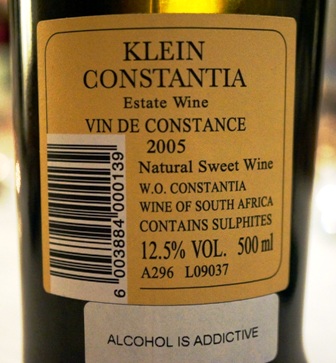 KLEIN
CONSTANTIA
Estate Wine
VIN DE CONSTANCE
2005
Natural Sweet Wine
W.O. CONSTANTIA
WINE OF SOUTH AFRICA
CONTAINS SULPHITES
12.5% VOL. 500 ml
A296 L09037
6 003884 000139
ALCOHOL IS ADDICTIVE